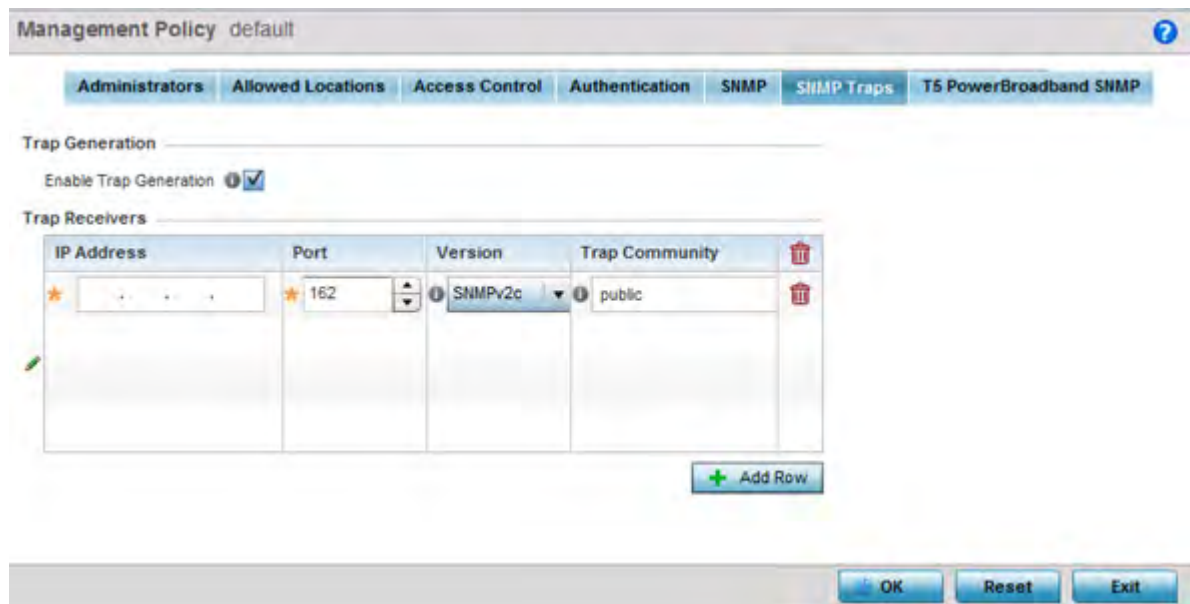 Management Policy default
?
Administrators Allowed Locations Access Control Authentication SNMP SNMP Traps T5 PowerBroadband SNMP
Trap Generation
Enable Trap Generation
Trap Receivers
IP Address Port Version Trap Community
. . . 162 SNMPv2c public
Add Row
OK Reset Exit